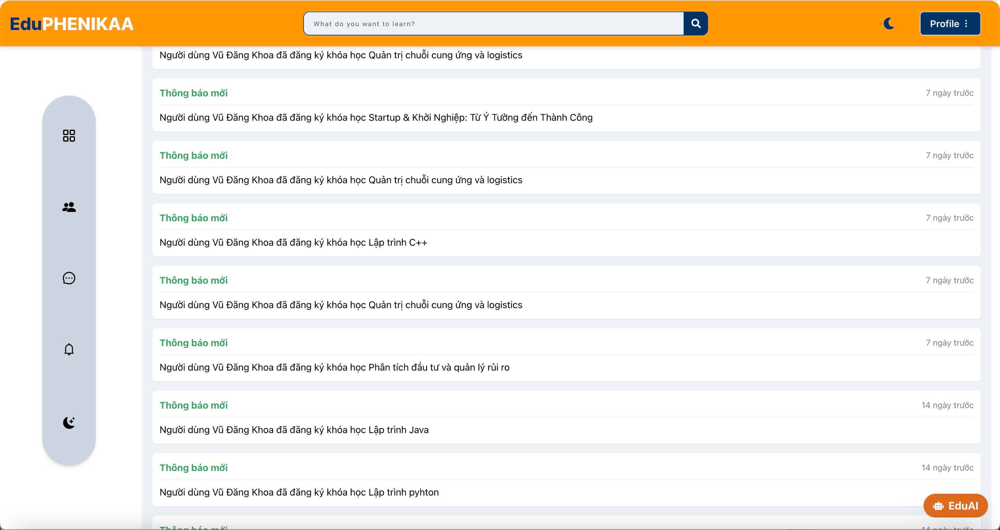 EduPHENIKAA
What do you want to learn?
Profile
Người dùng Vũ Đăng Khoa đã đăng ký khóa học Quản trị chuỗi cung ứng và logistics
Thông báo mới 7 ngày trước
Người dùng Vũ Đăng Khoa đã đăng ký khóa học Startup & Khởi Nghiệp: Từ Ý Tưởng đến Thành Công
Thông báo mới 7 ngày trước
Người dùng Vũ Đăng Khoa đã đăng ký khóa học Quản trị chuỗi cung ứng và logistics
Thông báo mới 7 ngày trước
Người dùng Vũ Đăng Khoa đã đăng ký khóa học Lập trình C++
Thông báo mới 7 ngày trước
Người dùng Vũ Đăng Khoa đã đăng ký khóa học Quản trị chuỗi cung ứng và logistics
Thông báo mới 7 ngày trước
Người dùng Vũ Đăng Khoa đã đăng ký khóa học Phân tích đầu tư và quản lý rủi ro
Thông báo mới 14 ngày trước
Người dùng Vũ Đăng Khoa đã đăng ký khóa học Lập trình Java
Thông báo mới 14 ngày trước
Người dùng Vũ Đăng Khoa đã đăng ký khóa học Lập trình pyhton
EduAI
Thông báo mới 14 ngày trước